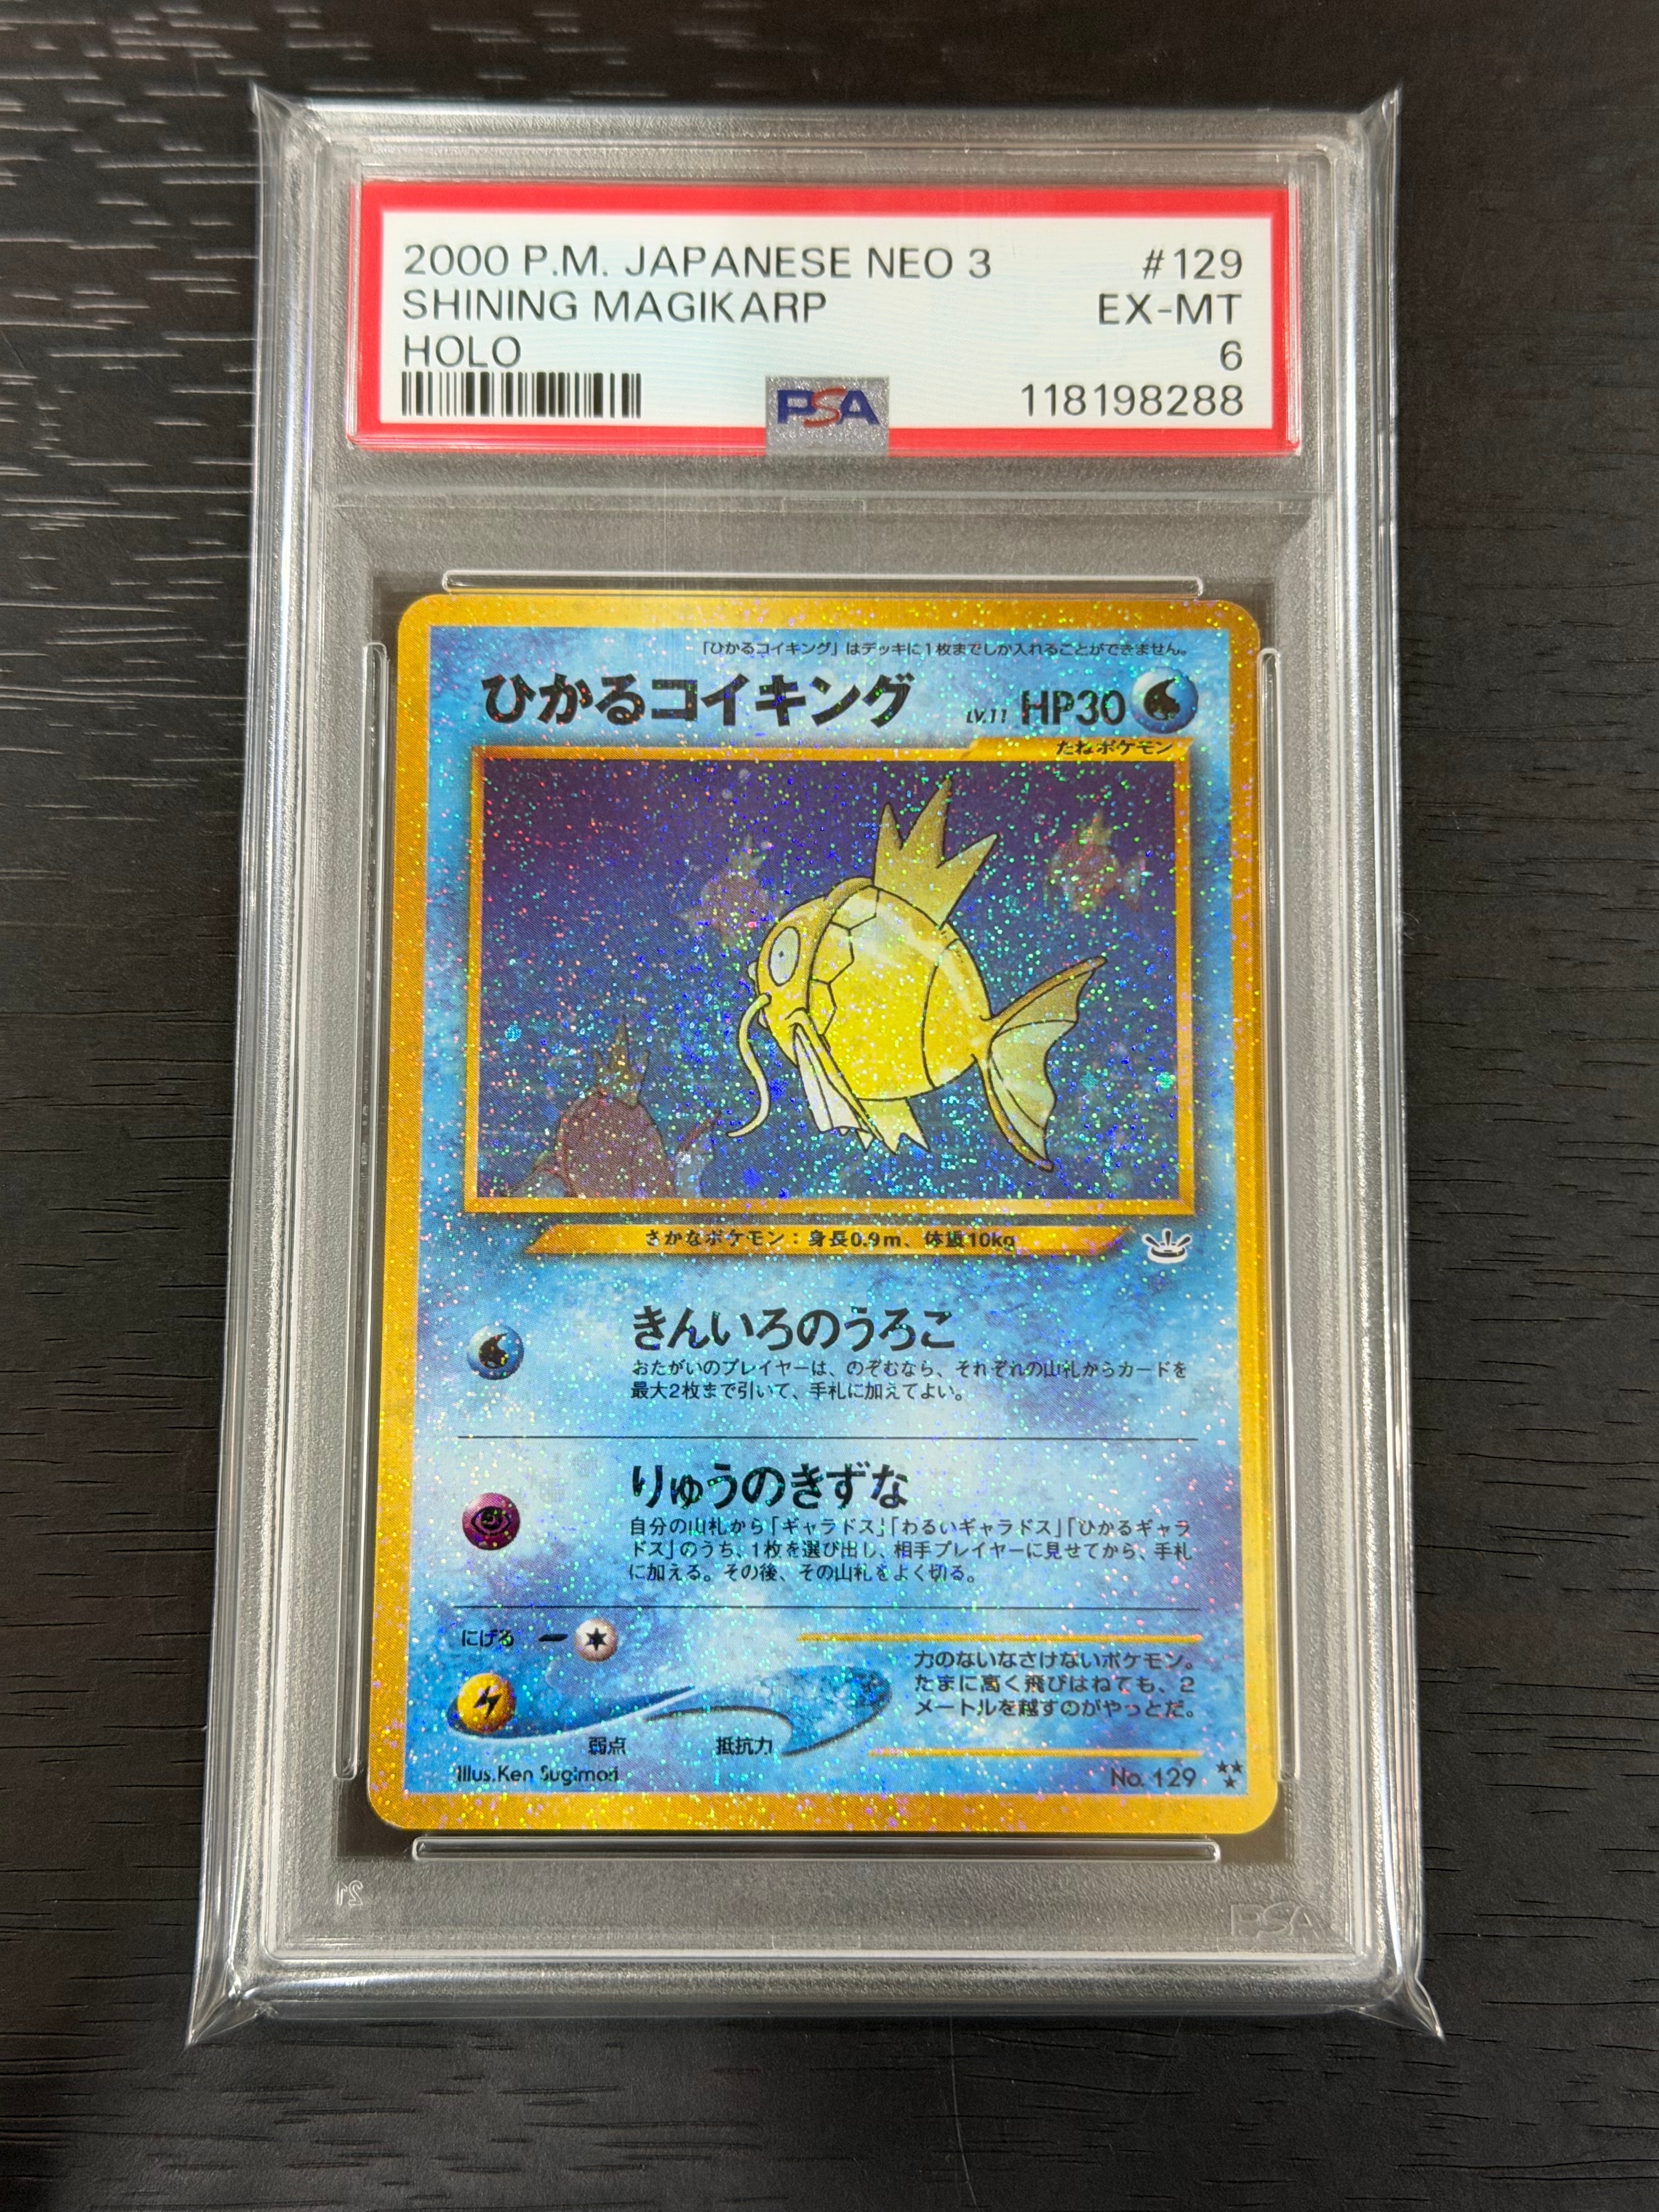 2000 P.M. JAPANESE NEO 3 #129
SHINING MAGIKARP EX-MT
HOLO 6
PSA 118198288
「ひかるコイキング」はデッキに1枚までしか入れることができません。
ひかるコイキング LV.11 HP30
たねポケモン
さかなポケモン：身長0.9m、体重10kg
きんいろのうろこ
おたがいのプレイヤーは、のぞむなら、それぞれの山札からカードを
最大2枚まで引いて、手札に加えてよい。
りゅうのきずな
自分の山札から「ギャラドス」「わるいギャラドス」「ひかるギャラ
ドス」のうち、1枚を選び出し、相手プレイヤーに見せてから、手札
に加える。その後、その山札をよく切る。
にげる
力のないなさけないポケモン。
たまに高く飛びはねても、2
メートルを越すのがやっとだ。
弱点 抵抗力
Illus.Ken Sugimori No. 129
21 PSA